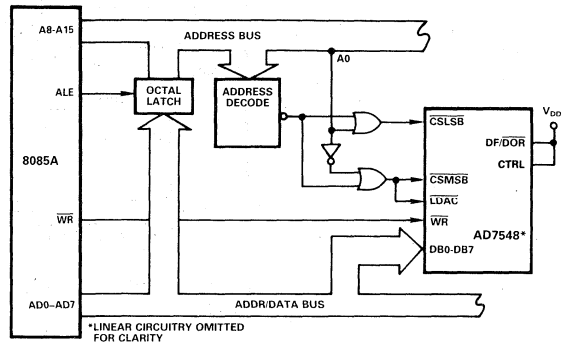 A8-A15
ADDRESS BUS
A0
ALE
OCTAL
LATCH
ADDRESS
DECODE
8085A
CSLSB
VDD
DF/DOR
CTRL
CSMSB
LDAC
WR
WR
AD7548*
DB0-DB7
AD0-AD7
ADDR/DATA BUS
*LINEAR CIRCUITRY OMITTED
FOR CLARITY